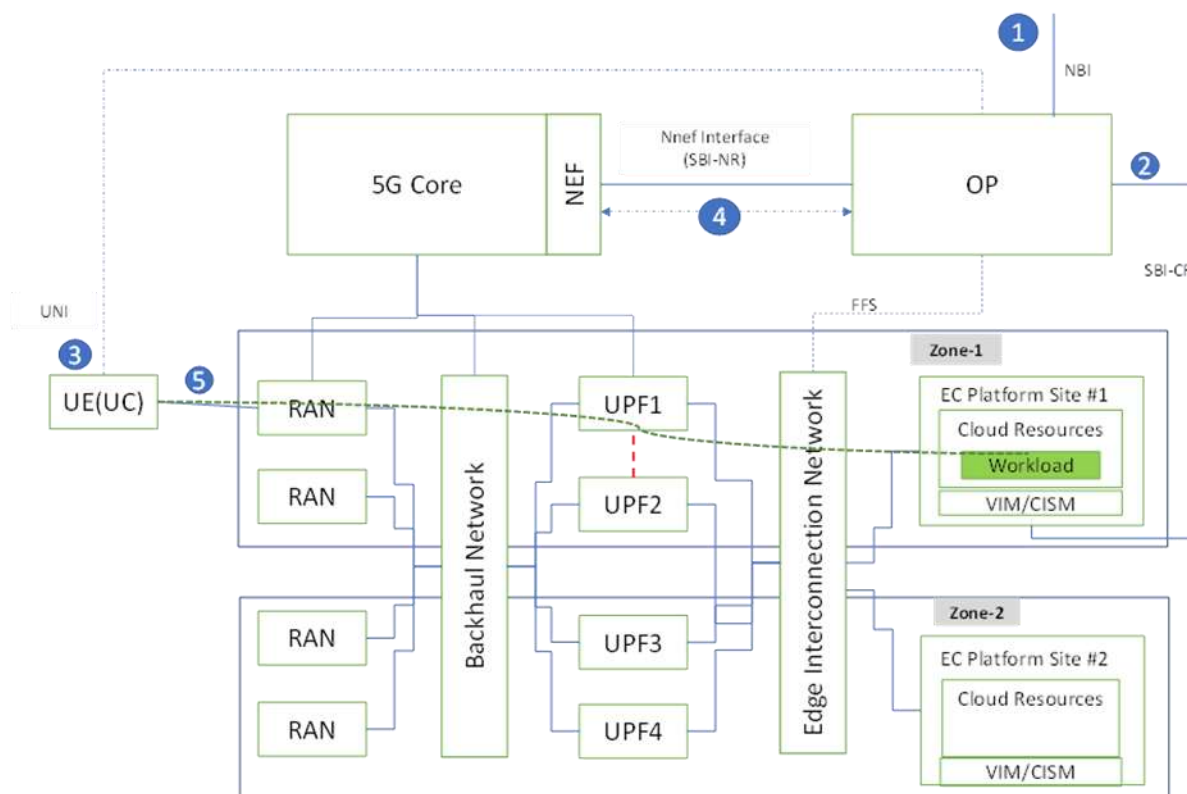 1
NBI
Nnef Interface
(SBI-NR)
5G Core
NEF
OP
2
4
SBI-CR
UNI
FFS
3
Zone-1
5
UE(UC)
RAN
UPF1
EC Platform Site #1
Cloud Resources
Workload
RAN
UPF2
VIM/CISM
Backhaul Network
Edge Interconnection Network
Zone-2
RAN
UPF3
EC Platform Site #2
Cloud Resources
RAN
UPF4
VIM/CISM